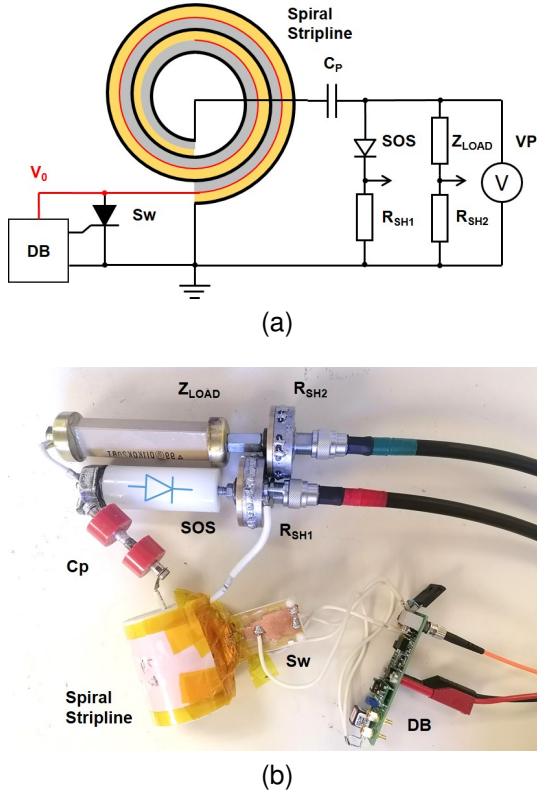 Spiral
Stripline
C_P
V_0
Sw
DB
SOS
Z_LOAD
VP
V
R_SH1
R_SH2
(a)
Z_LOAD
R_SH2
SOS
R_SH1
Cp
Sw
Spiral
Stripline
DB
(b)